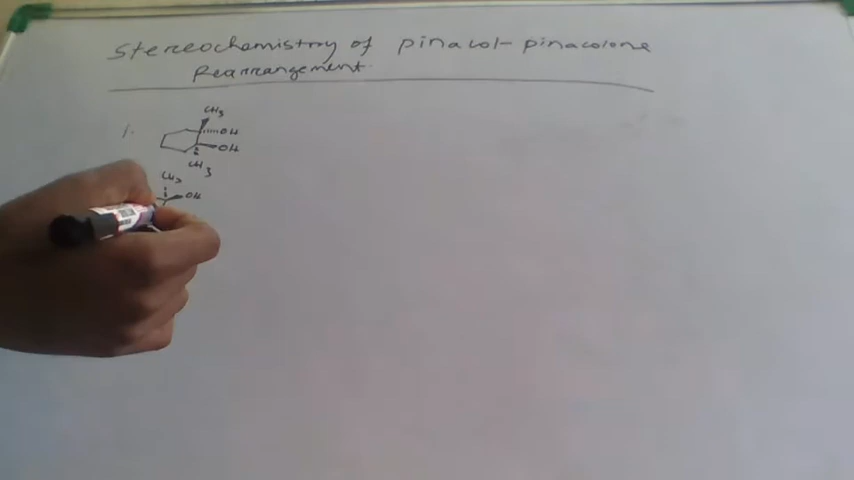 Stereochemistry of pinacol-pinacolone
Rearrangement.
1.
CH3
OH
OH
CH3
CH3
OH